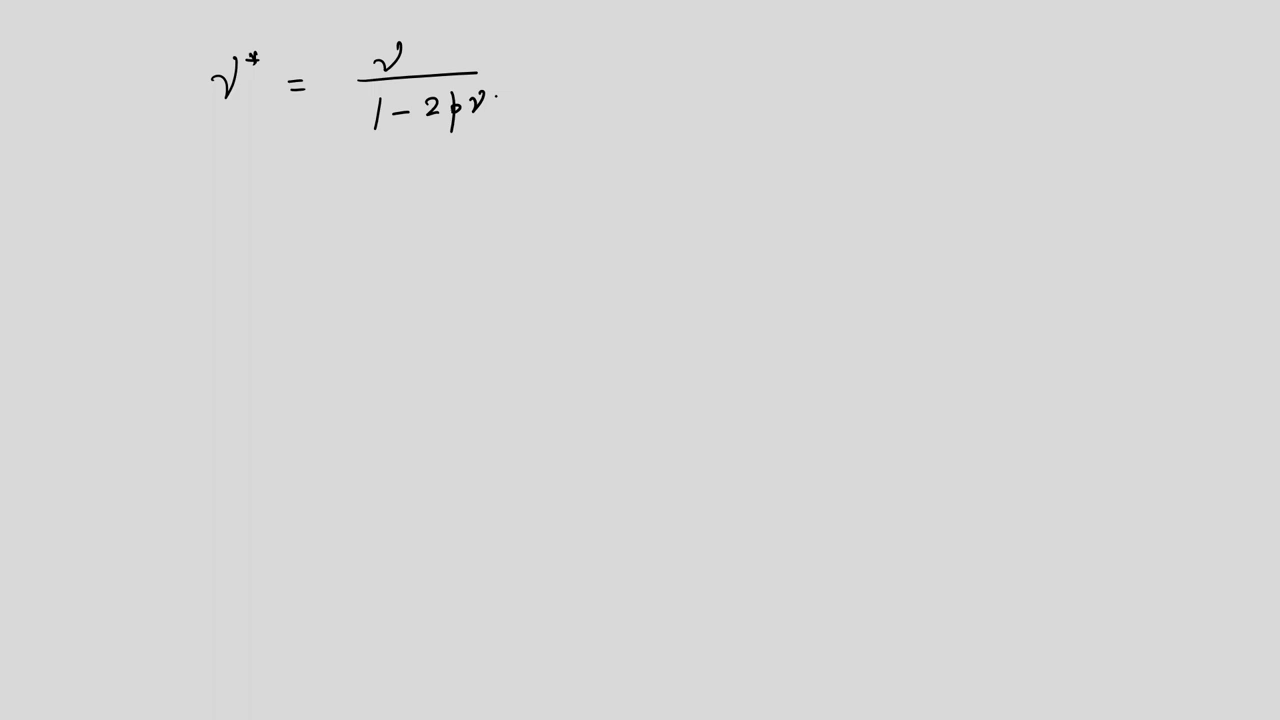 ν* = ν / (1 - 2pν.)